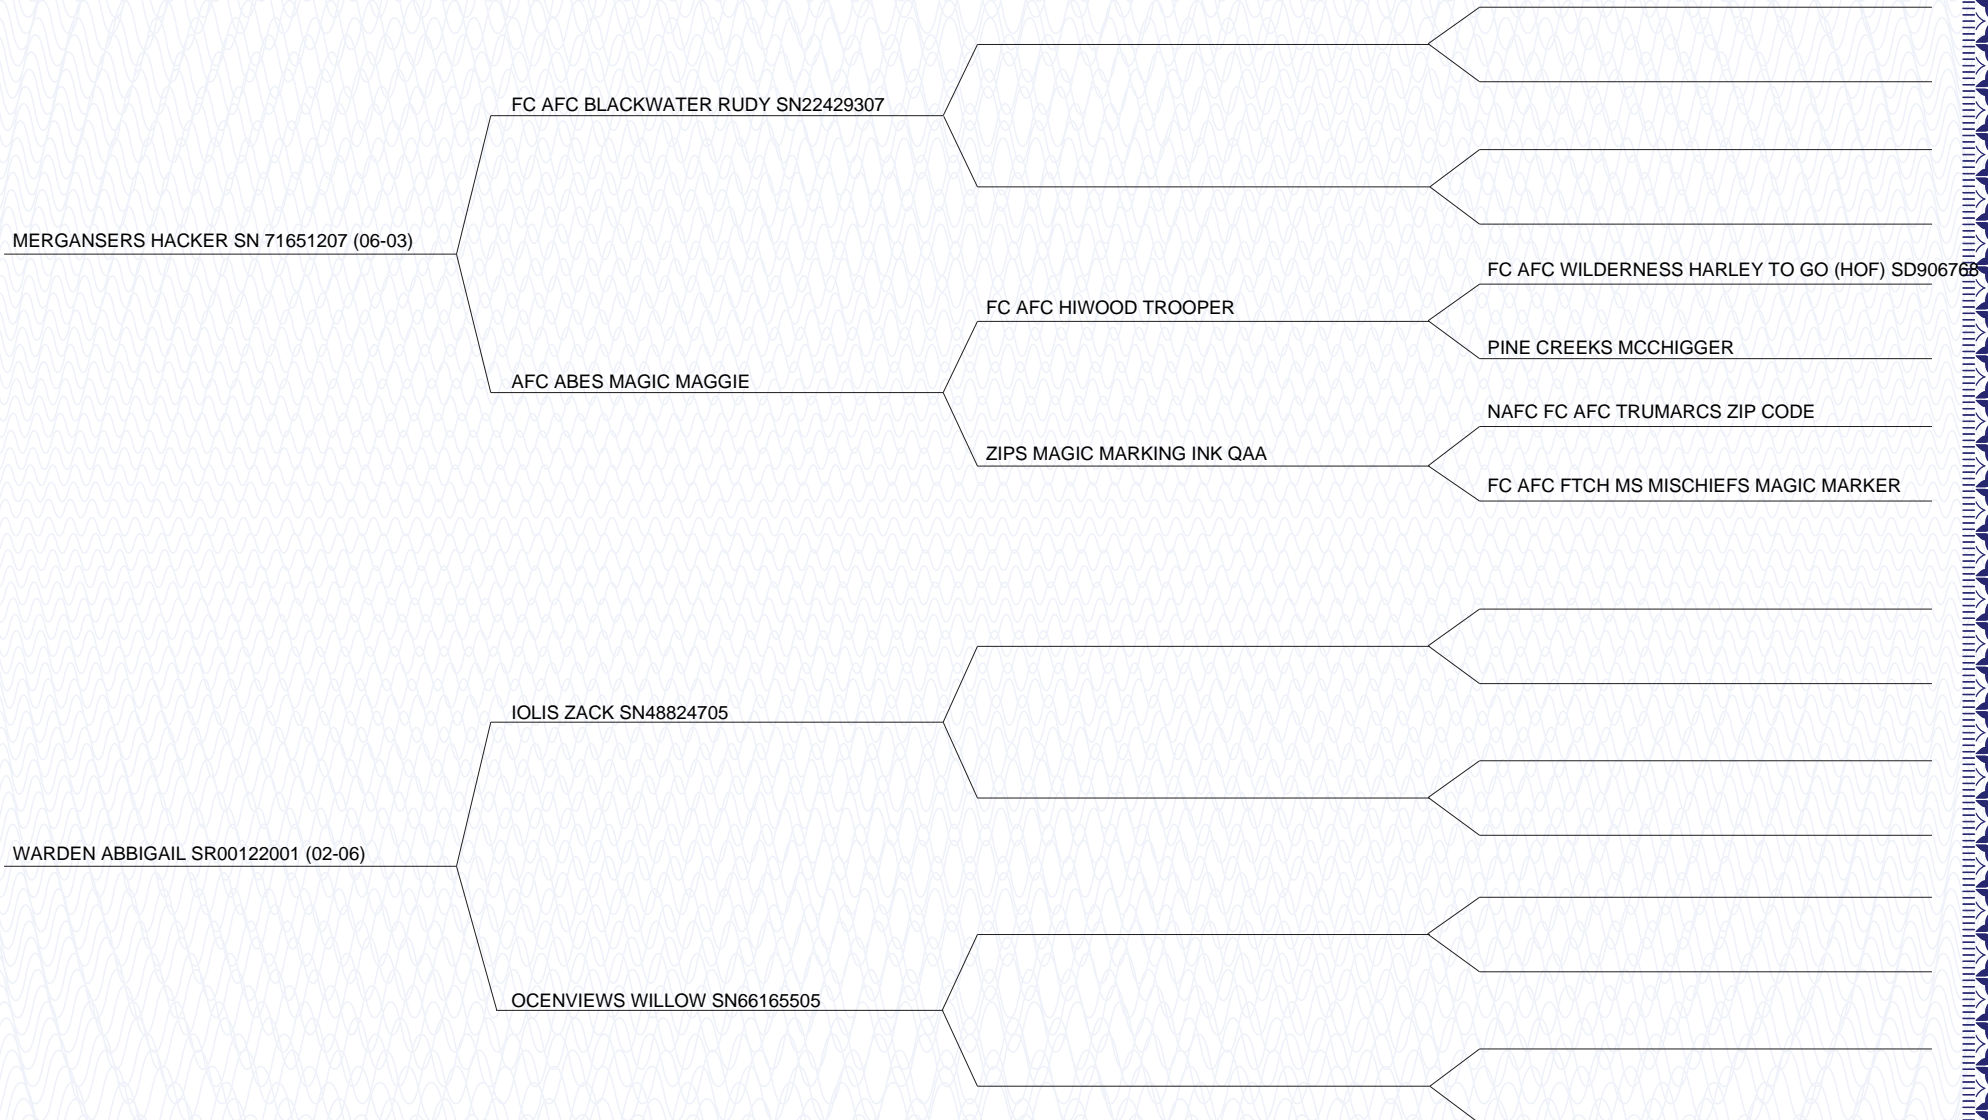 FC AFC BLACKWATER RUDY SN22429307
MERGANSERS HACKER SN 71651207 (06-03)
FC AFC WILDERNESS HARLEY TO GO (HOF) SD906768
FC AFC HIWOOD TROOPER
PINE CREEKS MCCHIGGER
AFC ABES MAGIC MAGGIE
NAFC FC AFC TRUMARCS ZIP CODE
ZIPS MAGIC MARKING INK QAA
FC AFC FTCH MS MISCHIEFS MAGIC MARKER
IOLIS ZACK SN48824705
WARDEN ABBIGAIL SR00122001 (02-06)
OCENVIEWS WILLOW SN66165505